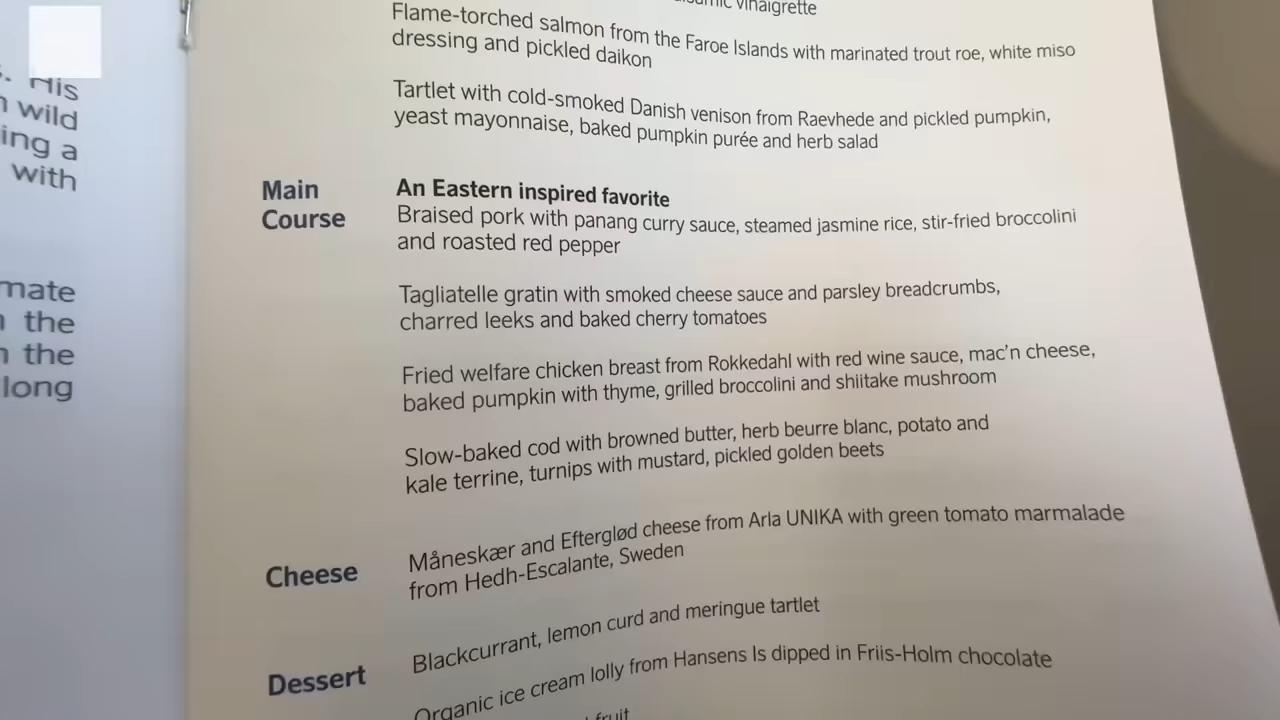 vinaigrette
Flame-torched salmon from the Faroe Islands with marinated trout roe, white miso
dressing and pickled daikon
Tartlet with cold-smoked Danish venison from Raevhede and pickled pumpkin,
yeast mayonnaise, baked pumpkin purée and herb salad
Main
Course
An Eastern inspired favorite
Braised pork with panang curry sauce, steamed jasmine rice, stir-fried broccolini
and roasted red pepper
Tagliatelle gratin with smoked cheese sauce and parsley breadcrumbs,
charred leeks and baked cherry tomatoes
Fried welfare chicken breast from Rokkedahl with red wine sauce, mac'n cheese,
baked pumpkin with thyme, grilled broccolini and shiitake mushroom
Slow-baked cod with browned butter, herb beurre blanc, potato and
kale terrine, turnips with mustard, pickled golden beets
Cheese
Måneskær and Efterglød cheese from Arla UNIKA with green tomato marmalade
from Hedh-Escalante, Sweden
Dessert
Blackcurrant, lemon curd and meringue tartlet
Organic ice cream lolly from Hansens Is dipped in Friis-Holm chocolate
fruit
His
wild
ing a
with
mate
the
the
long